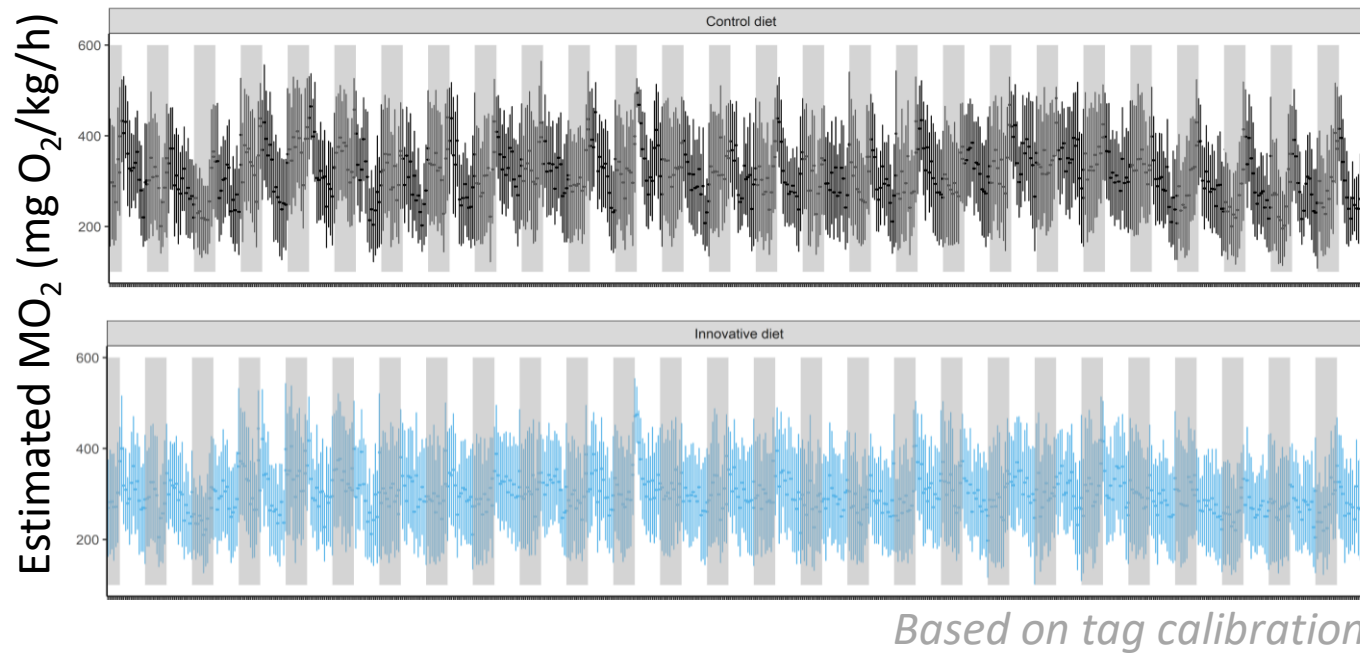 Estimated MO₂ (mg O₂/kg/h)
Control diet
600
400
200
Innovative diet
600
400
200
Based on tag calibration